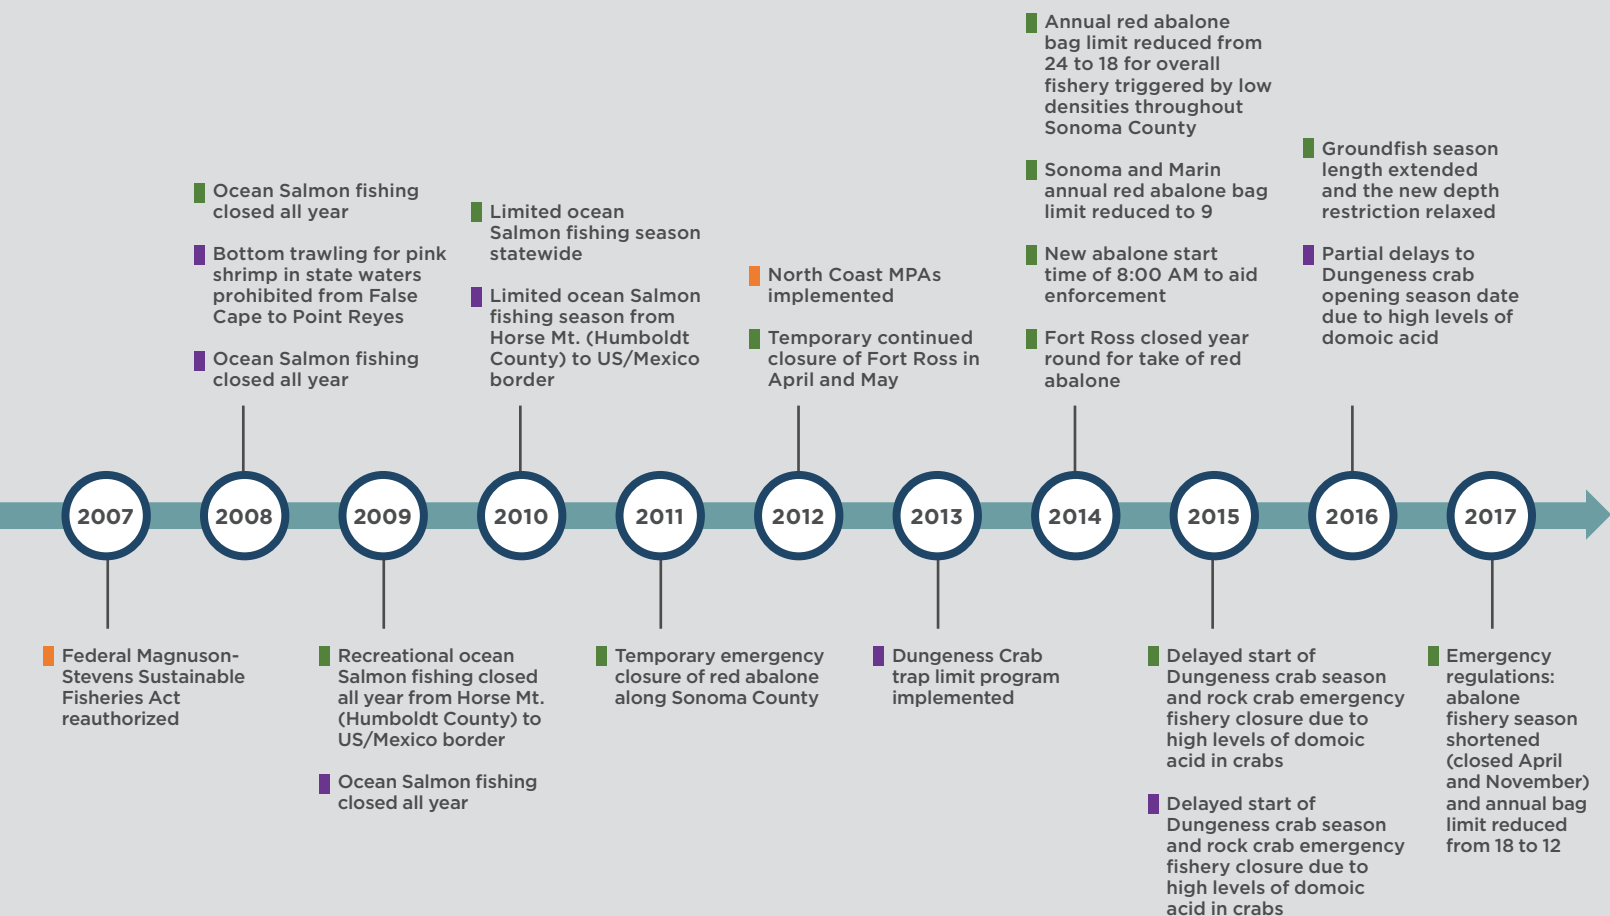 Ocean Salmon fishing
closed all year
Bottom trawling for pink
shrimp in state waters
prohibited from False
Cape to Point Reyes
Ocean Salmon fishing
closed all year
Limited ocean
Salmon fishing season
statewide
Limited ocean Salmon
fishing season from
Horse Mt. (Humboldt
County) to US/Mexico
border
North Coast MPAs
implemented
Temporary continued
closure of Fort Ross in
April and May
Annual red abalone
bag limit reduced from
24 to 18 for overall
fishery triggered by low
densities throughout
Sonoma County
Sonoma and Marin
annual red abalone bag
limit reduced to 9
New abalone start
time of 8:00 AM to aid
enforcement
Fort Ross closed year
round for take of red
abalone
Groundfish season
length extended
and the new depth
restriction relaxed
Partial delays to
Dungeness crab
opening season date
due to high levels of
domoic acid
2007
2008
2009
2010
2011
2012
2013
2014
2015
2016
2017
Federal Magnuson-
Stevens Sustainable
Fisheries Act
reauthorized
Recreational ocean
Salmon fishing closed
all year from Horse Mt.
(Humboldt County) to
US/Mexico border
Ocean Salmon fishing
closed all year
Temporary emergency
closure of red abalone
along Sonoma County
Dungeness Crab
trap limit program
implemented
Delayed start of
Dungeness crab season
and rock crab emergency
fishery closure due to
high levels of domoic
acid in crabs
Delayed start of
Dungeness crab season
and rock crab emergency
fishery closure due to
high levels of domoic
acid in crabs
Emergency
regulations:
abalone
fishery season
shortened
(closed April
and November)
and annual bag
limit reduced
from 18 to 12